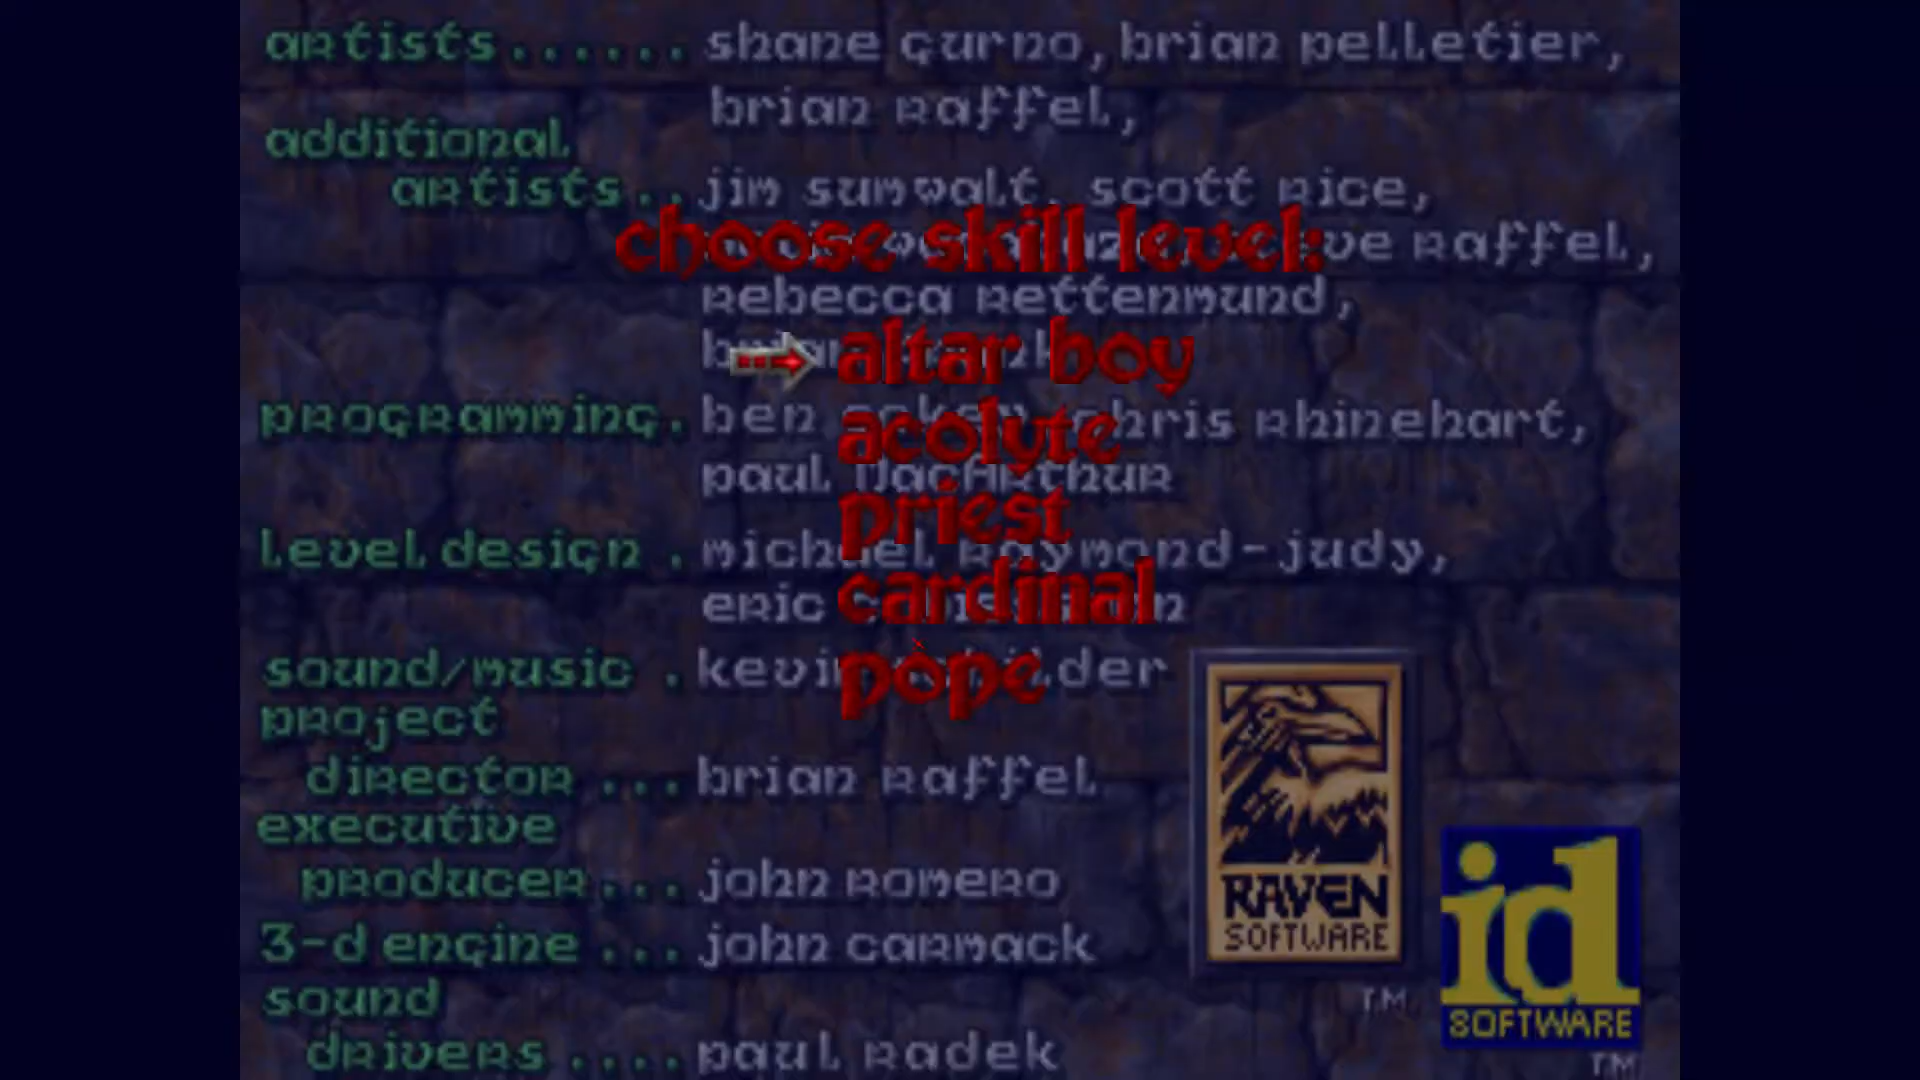 artists...... shane gurno, brian pelletier,
brian raffel,
additional
artists.. jim sumwalt, scott rice,
choose skill level:
raffel,
rebecca rettenmund,
altar boy
programming. ben chris rhinehart,
acolyte
paul MacArthur
priest
level design . michael raymond-judy,
eric
cardinal
sound/music . kevin schilder
pope
project
director ... brian raffel
executive
producer... john romero
3-d engine ... john carmack
sound
drivers .... paul radek
RAVEN
SOFTWARE
TM
id
SOFTWARE
TM